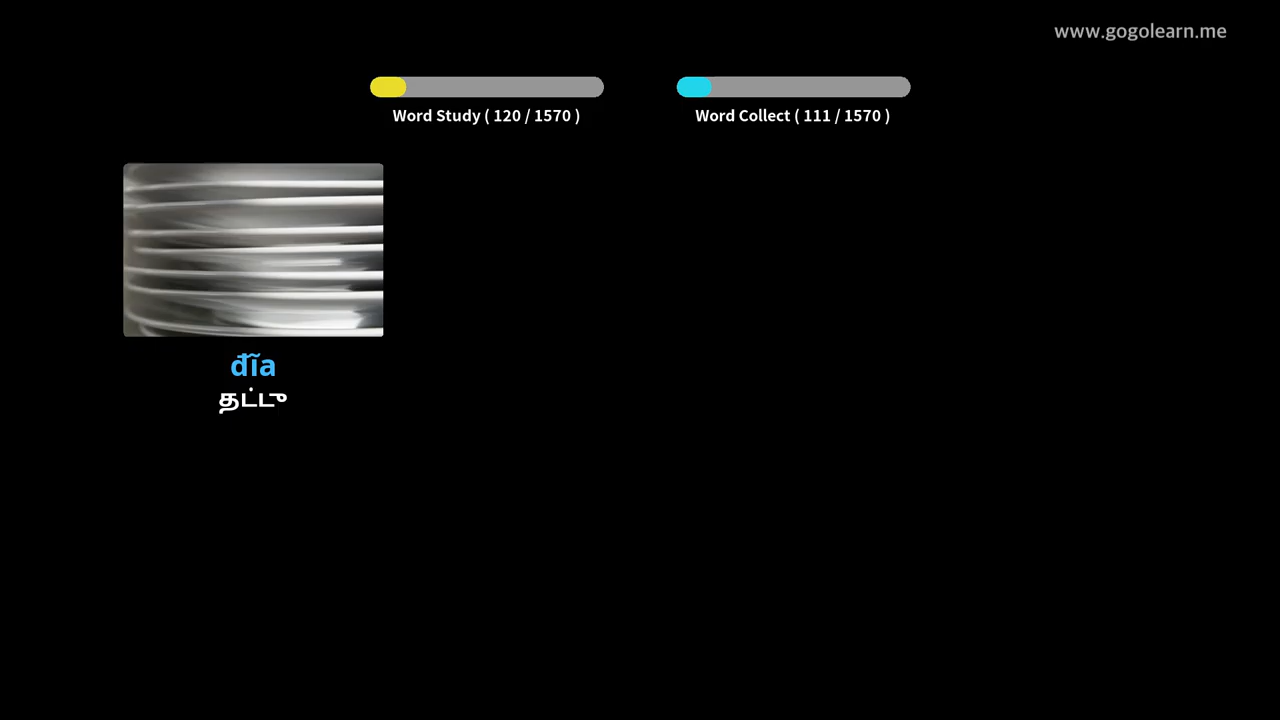 www.gogolearn.me
Word Study ( 120 / 1570 )
Word Collect ( 111 / 1570 )
đĩa
தட்டு